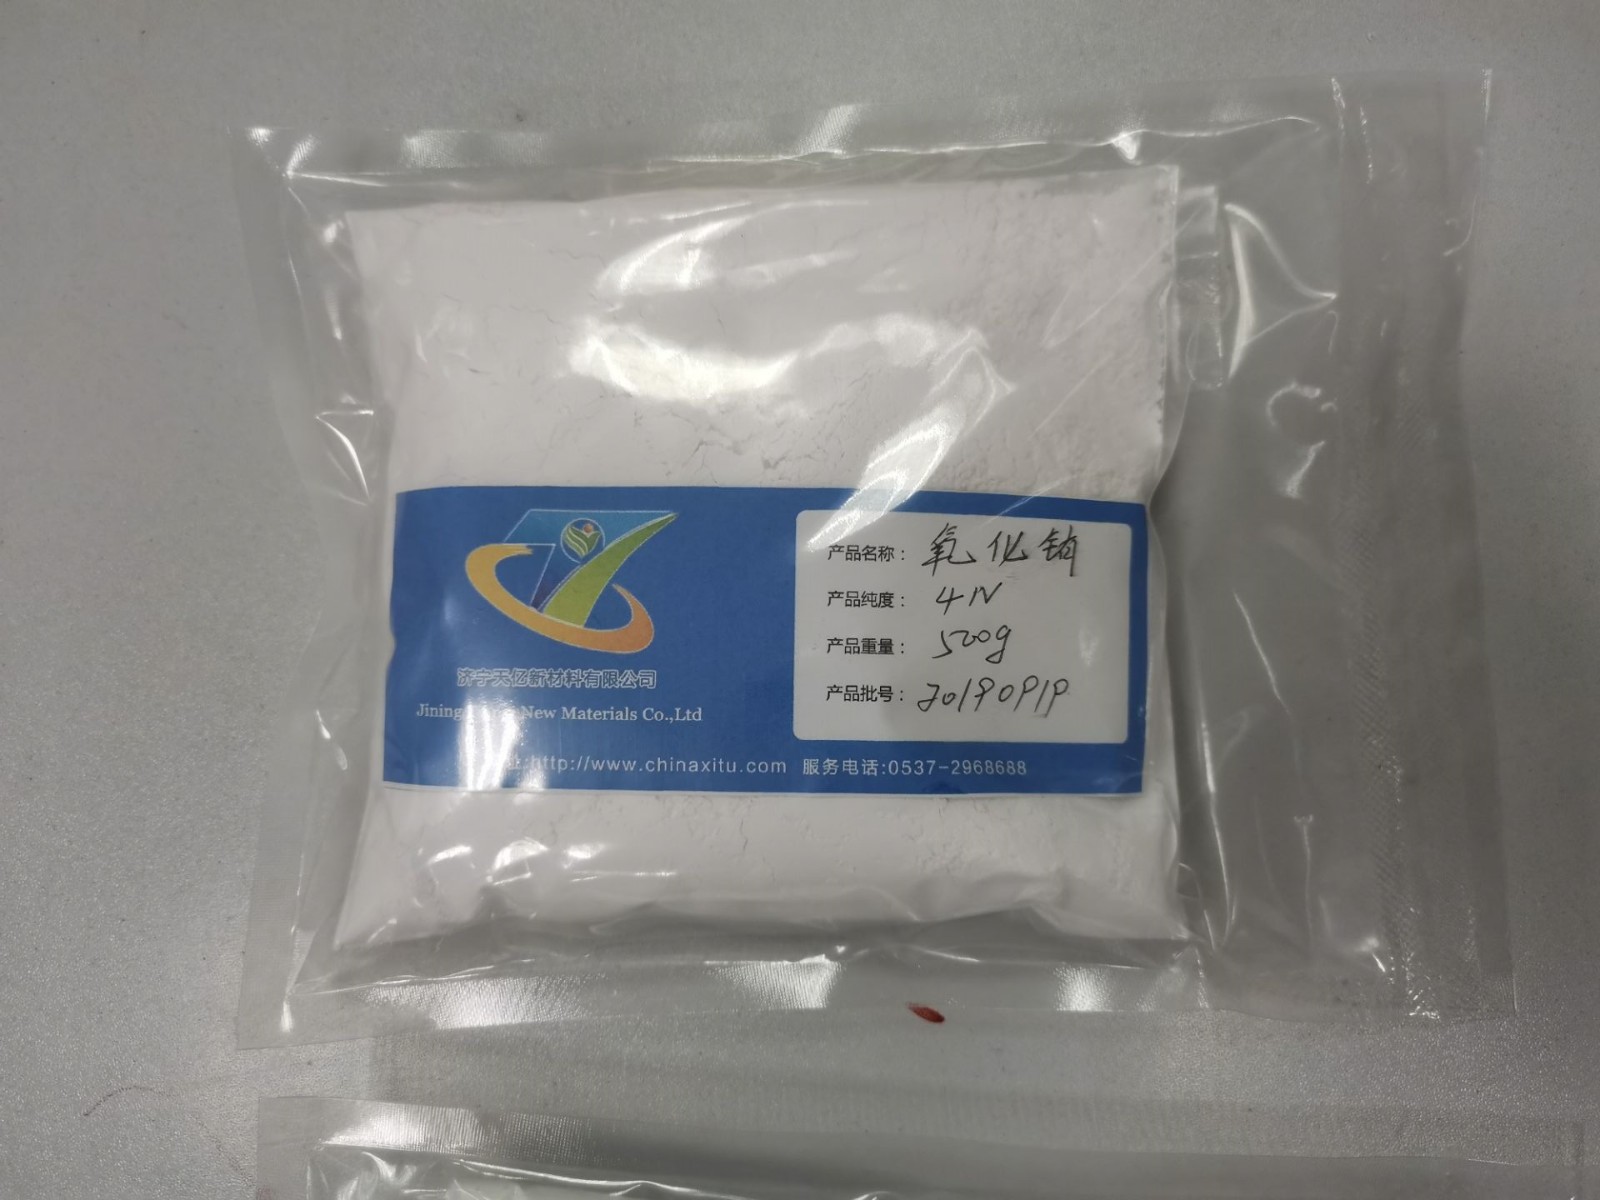 产品名称： 氧化铕
产品纯度： 4N
产品重量： 500g
产品批号： 20190919
济宁天亿新材料有限公司
Jining New Materials Co.,Ltd
http://www.chinaxitu.com 服务电话:0537-2968688